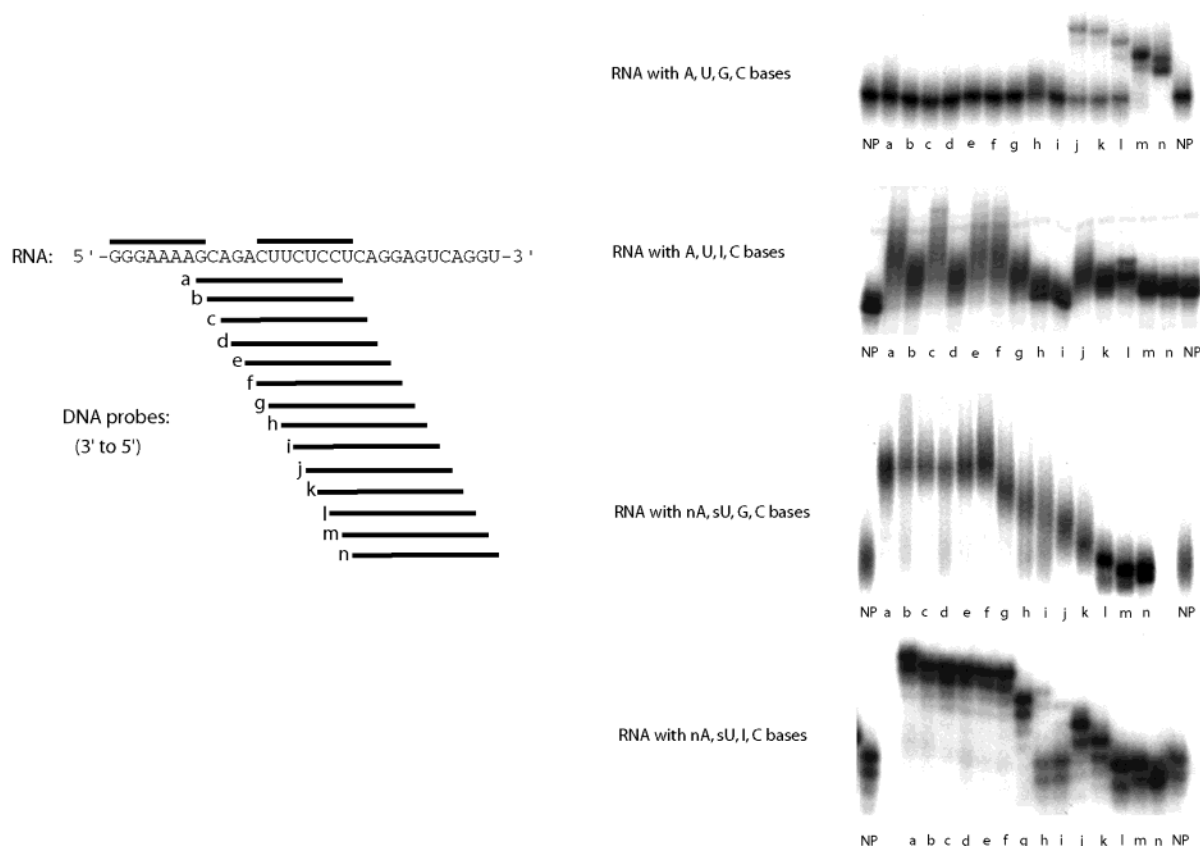 RNA with A, U, G, C bases
NP a b c d e f g h i j k l m n NP
RNA: 5'-GGGAAAAGCAGACUUCUCCUCAGGAGUCAGGU-3'
a
b
c
d
e
f
g
h
i
j
k
l
m
n
DNA probes:
(3' to 5')
RNA with A, U, I, C bases
NP a b c d e f g h i j k l m n NP
RNA with nA, sU, G, C bases
NP a b c d e f g h i j k l m n NP
RNA with nA, sU, I, C bases
NP a b c d e f g h i j k l m n NP